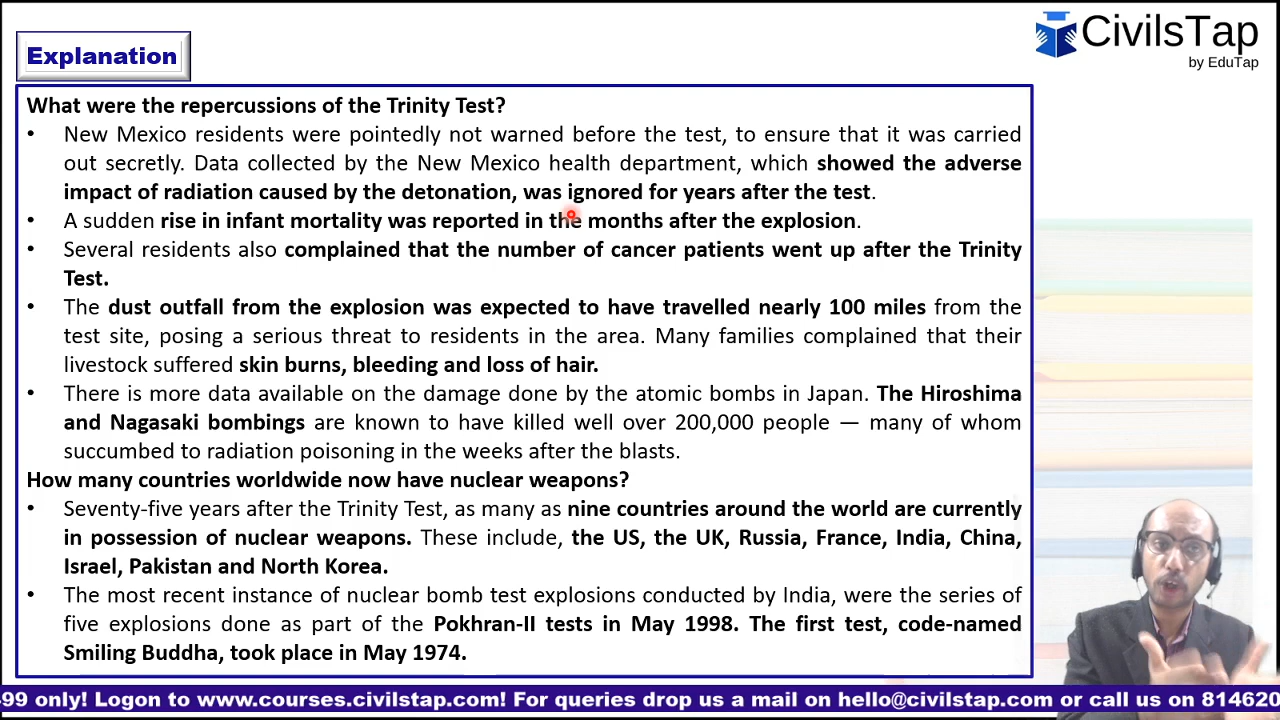 CivilsTap
by EduTap
Explanation
What were the repercussions of the Trinity Test?
• New Mexico residents were pointedly not warned before the test, to ensure that it was carried
out secretly. Data collected by the New Mexico health department, which showed the adverse
impact of radiation caused by the detonation, was ignored for years after the test.
• A sudden rise in infant mortality was reported in the months after the explosion.
• Several residents also complained that the number of cancer patients went up after the Trinity
Test.
• The dust outfall from the explosion was expected to have travelled nearly 100 miles from the
test site, posing a serious threat to residents in the area. Many families complained that their
livestock suffered skin burns, bleeding and loss of hair.
• There is more data available on the damage done by the atomic bombs in Japan. The Hiroshima
and Nagasaki bombings are known to have killed well over 200,000 people — many of whom
succumbed to radiation poisoning in the weeks after the blasts.
How many countries worldwide now have nuclear weapons?
• Seventy-five years after the Trinity Test, as many as nine countries around the world are currently
in possession of nuclear weapons. These include, the US, the UK, Russia, France, India, China,
Israel, Pakistan and North Korea.
• The most recent instance of nuclear bomb test explosions conducted by India, were the series of
five explosions done as part of the Pokhran-II tests in May 1998. The first test, code-named
Smiling Buddha, took place in May 1974.
99 only! Logon to www.courses.civilstap.com! For queries drop us a mail on hello@civilstap.com or call us on 814620